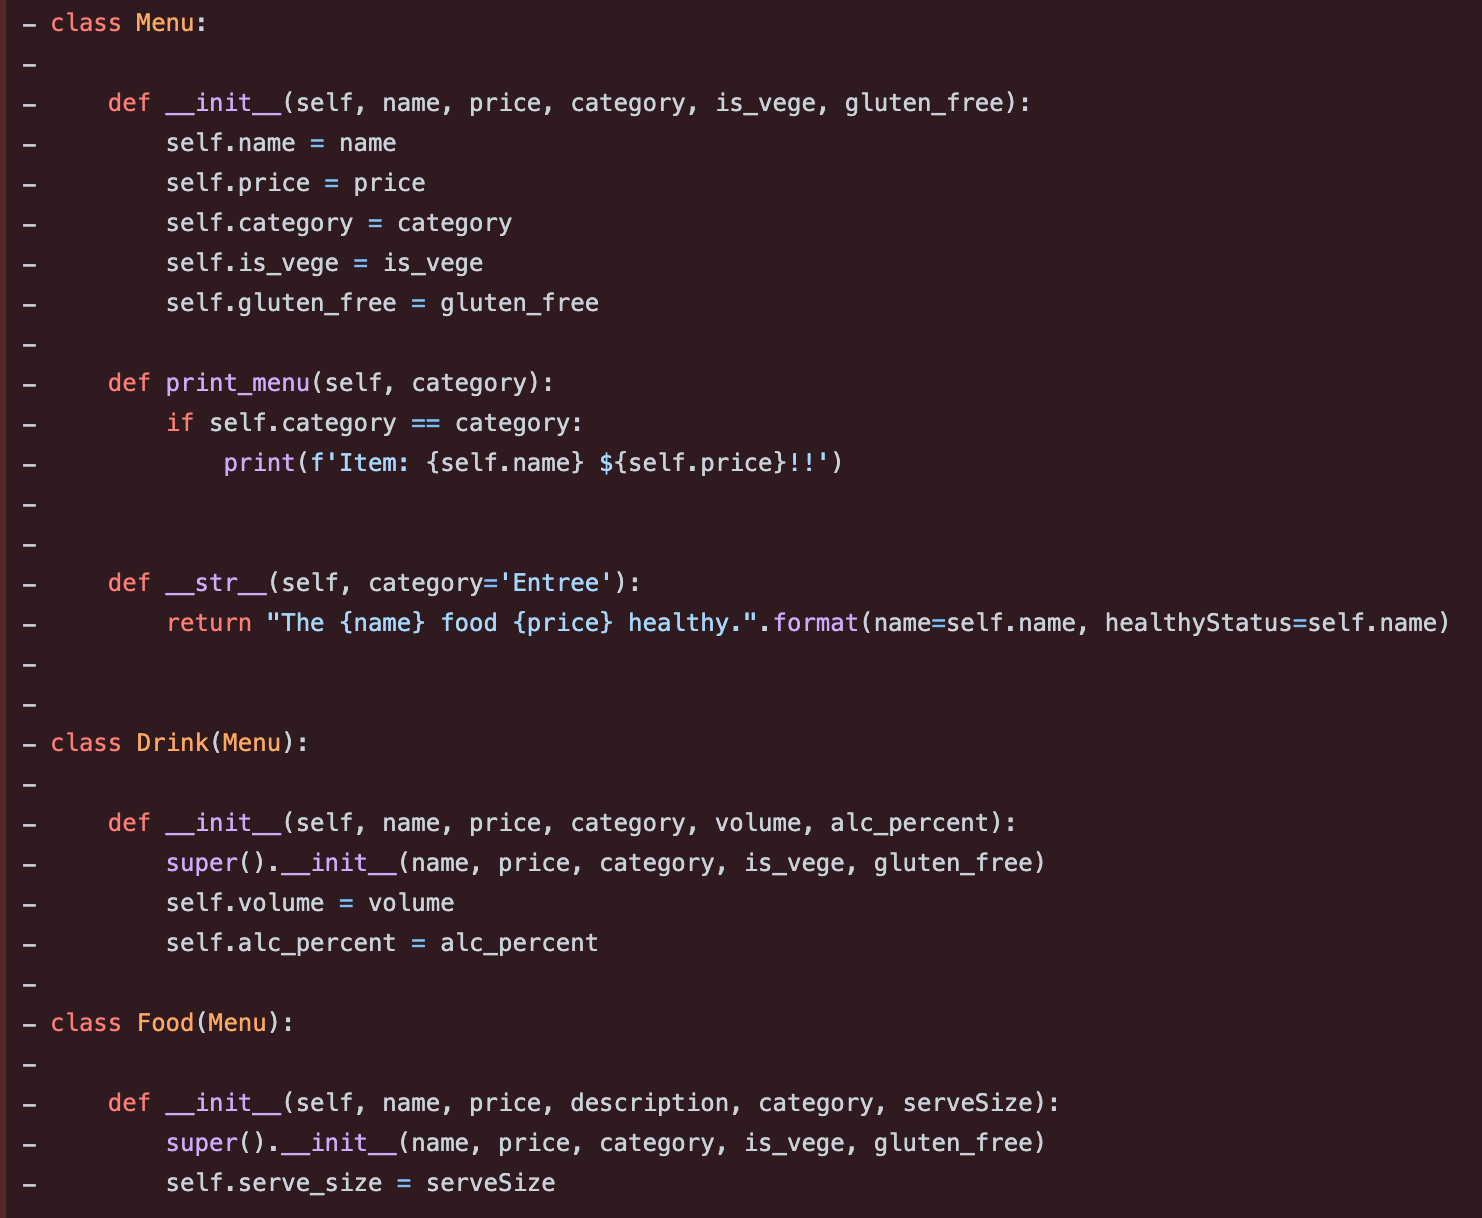 - class Menu:
-
-     def __init__(self, name, price, category, is_vege, gluten_free):
-         self.name = name
-         self.price = price
-         self.category = category
-         self.is_vege = is_vege
-         self.gluten_free = gluten_free
-
-     def print_menu(self, category):
-         if self.category == category:
-             print(f'Item: {self.name} ${self.price}!!')
-
-
-     def __str__(self, category='Entree'):
-         return "The {name} food {price} healthy.".format(name=self.name, healthyStatus=self.name)
-
-
- class Drink(Menu):
-
-     def __init__(self, name, price, category, volume, alc_percent):
-         super().__init__(name, price, category, is_vege, gluten_free)
-         self.volume = volume
-         self.alc_percent = alc_percent
-
- class Food(Menu):
-
-     def __init__(self, name, price, description, category, serveSize):
-         super().__init__(name, price, category, is_vege, gluten_free)
-         self.serve_size = serveSize